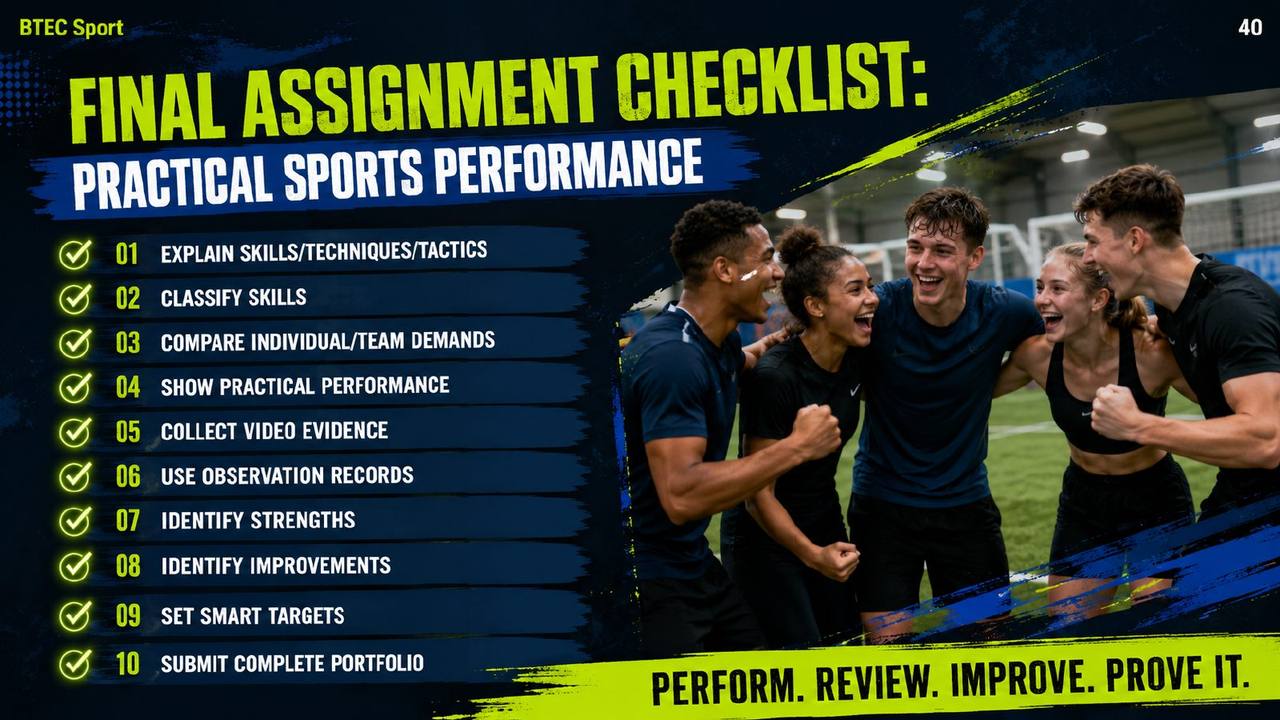 BTEC Sport
40
FINAL ASSIGNMENT CHECKLIST:
PRACTICAL SPORTS PERFORMANCE
01 EXPLAIN SKILLS/TECHNIQUES/TACTICS
02 CLASSIFY SKILLS
03 COMPARE INDIVIDUAL/TEAM DEMANDS
04 SHOW PRACTICAL PERFORMANCE
05 COLLECT VIDEO EVIDENCE
06 USE OBSERVATION RECORDS
07 IDENTIFY STRENGTHS
08 IDENTIFY IMPROVEMENTS
09 SET SMART TARGETS
10 SUBMIT COMPLETE PORTFOLIO
PERFORM. REVIEW. IMPROVE. PROVE IT.